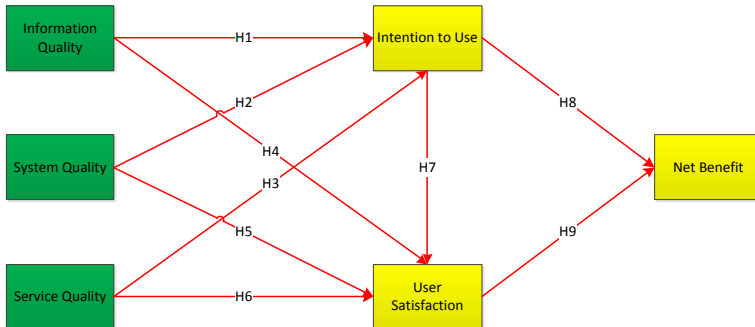 Information
Quality
H1
Intention to Use
H2
H8
System Quality
H4
H3
H7
Net Benefit
H5
H9
Service Quality
H6
User
Satisfaction